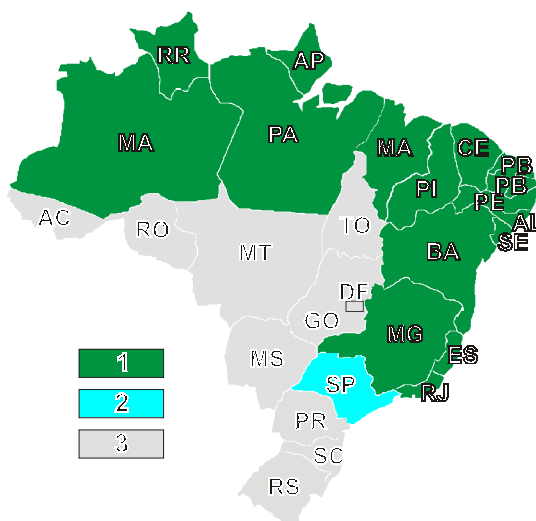 RR
AP
MA
PA
MA
CE
PB
PI
PB
PE
AC
RO
TO
AI
SE
MT
BA
DF
GO
MG
1
MS
ES
2
SP
RJ
PR
3
SC
RS